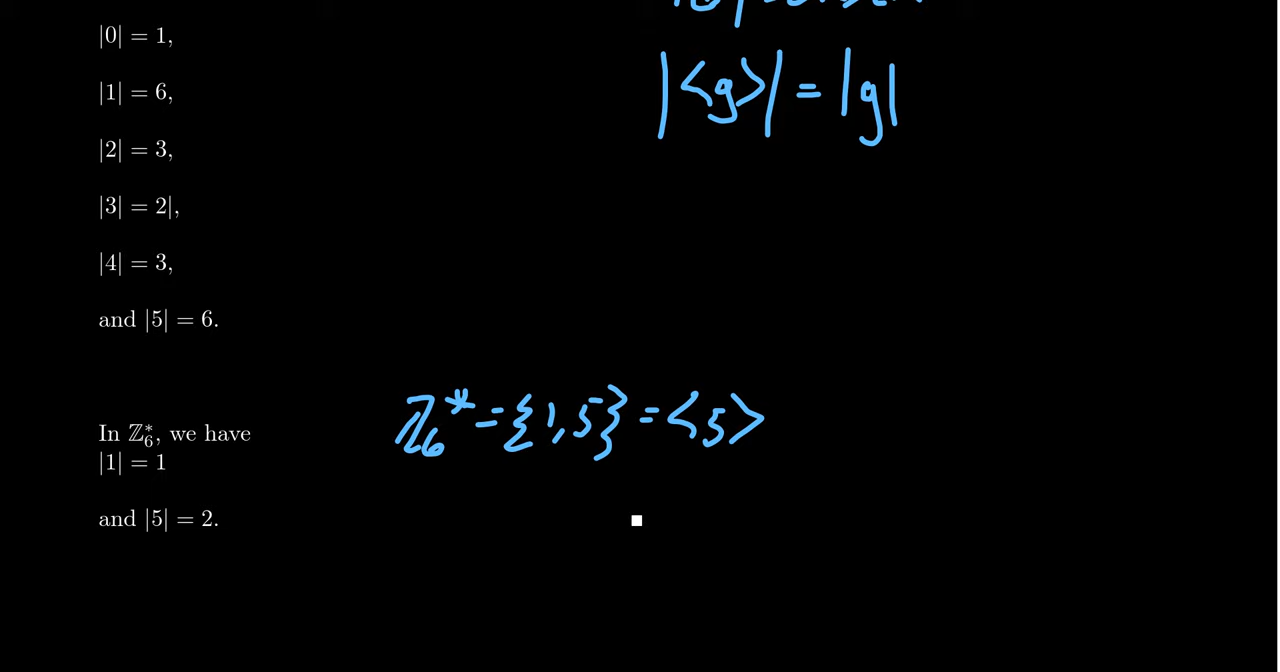 |0| = 1,
|1| = 6,
|<g>| = |g|
|2| = 3,
|3| = 2|,
|4| = 3,
and |5| = 6.
ℤ₆* = {1, 5} = <5>
In ℤ₆*, we have
|1| = 1
and |5| = 2.